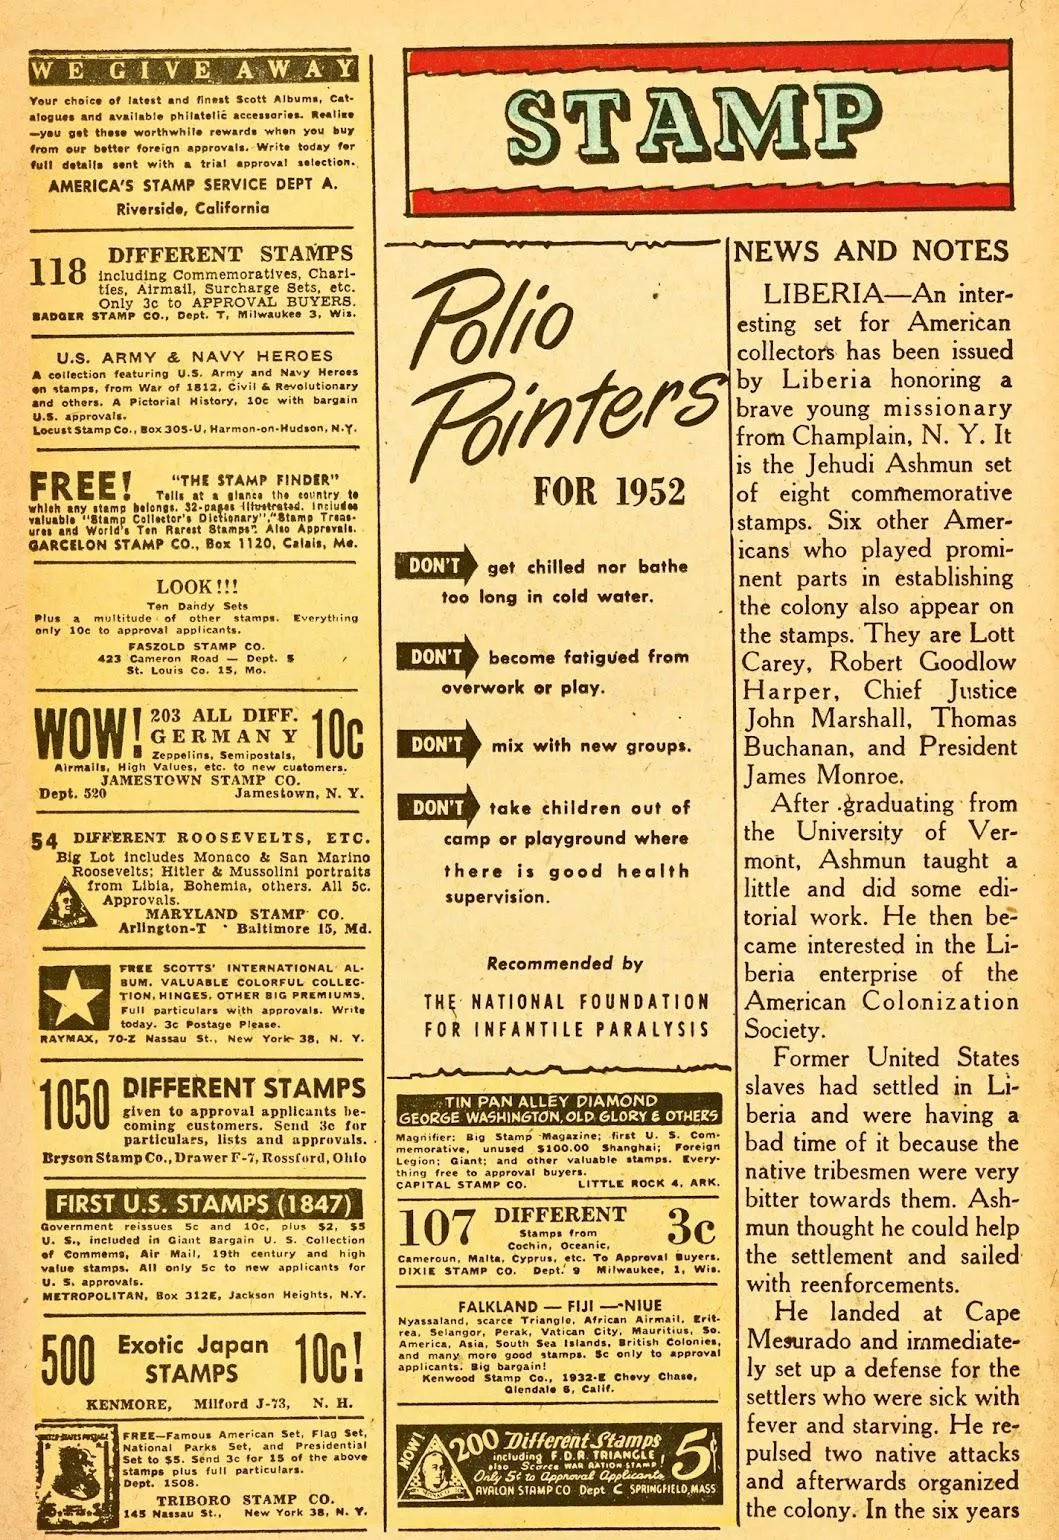 WE GIVE AWAY
Your choice of latest and finest Scott Albums, Cat-
alogues and available philatelic accessories. Realize
—you get these worthwhile rewards when you buy
from our better foreign approvals. Write today for
full details sent with a trial approval selection.
AMERICA'S STAMP SERVICE DEPT A.
Riverside, California
118 DIFFERENT STAMPS
including Commemoratives, Chari-
ties, Airmail, Surcharge Sets, etc.
Only 3c to APPROVAL BUYERS.
BADGER STAMP CO., Dept. T, Milwaukee 3, Wis.
U.S. ARMY & NAVY HEROES
A collection featuring U.S. Army and Navy Heroes
on stamps, from War of 1812, Civil & Revolutionary
and others. A Pictorial History, 10c with bargain
U.S. approvals.
Locust Stamp Co., Box 305-U, Harmon-on-Hudson, N.Y.
FREE! "THE STAMP FINDER"
Tells at a glance the country to
which any stamp belongs. 32-pages Illustrated. Includes
valuable "Stamp Collector's Dictionary", "Stamp Treas-
ures and World's Ten Rarest Stamps". Also Approvals.
GARCELON STAMP CO., Box 1120, Calais, Me.
LOOK!!!
Ten Dandy Sets
Plus a multitude of other stamps. Everything
only 10c to approval applicants.
FASZOLD STAMP CO.
423 Cameron Road — Dept. S
St. Louis Co. 15, Mo.
WOW! 203 ALL DIFF. 10c
GERMANY
Zeppelins, Semipostals,
Airmails, High Values, etc. to new customers.
JAMESTOWN STAMP CO.
Dept. 520 Jamestown, N. Y.
54 DIFFERENT ROOSEVELTS, ETC.
Big Lot includes Monaco & San Marino
Roosevelts; Hitler & Mussolini portraits
from Libia, Bohemia, others. All 5c.
Approvals.
MARYLAND STAMP CO.
Arlington-T • Baltimore 15, Md.
FREE SCOTTS' INTERNATIONAL AL-
BUM. VALUABLE COLORFUL COLLEC-
TION, HINGES, OTHER BIG PREMIUMS.
Full particulars with approvals. Write
today. 3c Postage Please.
RAYMAX, 70-Z Nassau St., New York 38, N. Y.
1050 DIFFERENT STAMPS
given to approval applicants be-
coming customers. Send 3c for
particulars, lists and approvals.
Bryson Stamp Co., Drawer F-7, Rossford, Ohio
FIRST U.S. STAMPS (1847)
Government reissues 5c and 10c, plus $2, $5
U. S., included in Giant Bargain U. S. Collection
of Commems, Air Mail, 19th century and high
value stamps. All only 5c to new applicants for
U. S. approvals.
METROPOLITAN, Box 312E, Jackson Heights, N.Y.
500 Exotic Japan STAMPS 10c!
KENMORE, Milford J-73, N. H.
UNITED STATES POSTAGE
FREE—Famous American Set, Flag Set,
National Parks Set, and Presidential
Set to $5. Send 3c for 15 of the above
stamps plus full particulars.
Dept. 1508.
TRIBORO STAMP CO.
145 Nassau St., New York 38, N. Y.
STAMP
Polio
Pointers
FOR 1952
DON'T get chilled nor bathe
too long in cold water.
DON'T become fatigued from
overwork or play.
DON'T mix with new groups.
DON'T take children out of
camp or playground where
there is good health
supervision.
Recommended by
THE NATIONAL FOUNDATION
FOR INFANTILE PARALYSIS
TIN PAN ALLEY DIAMOND
GEORGE WASHINGTON, OLD GLORY & OTHERS
Magnifier; Big Stamp Magazine; first U. S. Com-
memorative, unused $100.00 Shanghai; Foreign
Legion; Giant; and other valuable stamps. Every-
thing free to approval buyers.
CAPITAL STAMP CO. LITTLE ROCK 4, ARK.
107 DIFFERENT 3c
Stamps from
Cochin, Oceanic,
Cameroun, Malta, Cyprus, etc. To Approval Buyers.
DIXIE STAMP CO. Dept. 9 Milwaukee, 1, Wis.
FALKLAND — FIJI — NIUE
Nyassaland, scarce Triangle, African Airmail, Erit-
rea, Selangor, Perak, Vatican City, Mauritius, So.
America, Asia, South Sea Islands, British Colonies,
and many more good stamps. 5c only to approval
applicants. Big bargain!
Kenwood Stamp Co., 1932-E Chevy Chase,
Glendale 6, Calif.
NOW! 200 Different Stamps 5¢
including F.D.R. TRIANGLE
also Scarce WAR RATION STAMP
Only 5¢ to Approval Applicants
AVALON STAMP CO Dept C SPRINGFIELD, MASS
NEWS AND NOTES
LIBERIA—An inter-
esting set for American
collectors has been issued
by Liberia honoring a
brave young missionary
from Champlain, N. Y. It
is the Jehudi Ashmun set
of eight commemorative
stamps. Six other Amer-
icans who played promi-
nent parts in establishing
the colony also appear on
the stamps. They are Lott
Carey, Robert Goodlow
Harper, Chief Justice
John Marshall, Thomas
Buchanan, and President
James Monroe.
After graduating from
the University of Ver-
mont, Ashmun taught a
little and did some edi-
torial work. He then be-
came interested in the Li-
beria enterprise of the
American Colonization
Society.
Former United States
slaves had settled in Li-
beria and were having a
bad time of it because the
native tribesmen were very
bitter towards them. Ash-
mun thought he could help
the settlement and sailed
with reenforcements.
He landed at Cape
Mesurado and immediate-
ly set up a defense for the
settlers who were sick with
fever and starving. He re-
pulsed two native attacks
and afterwards organized
the colony. In the six years